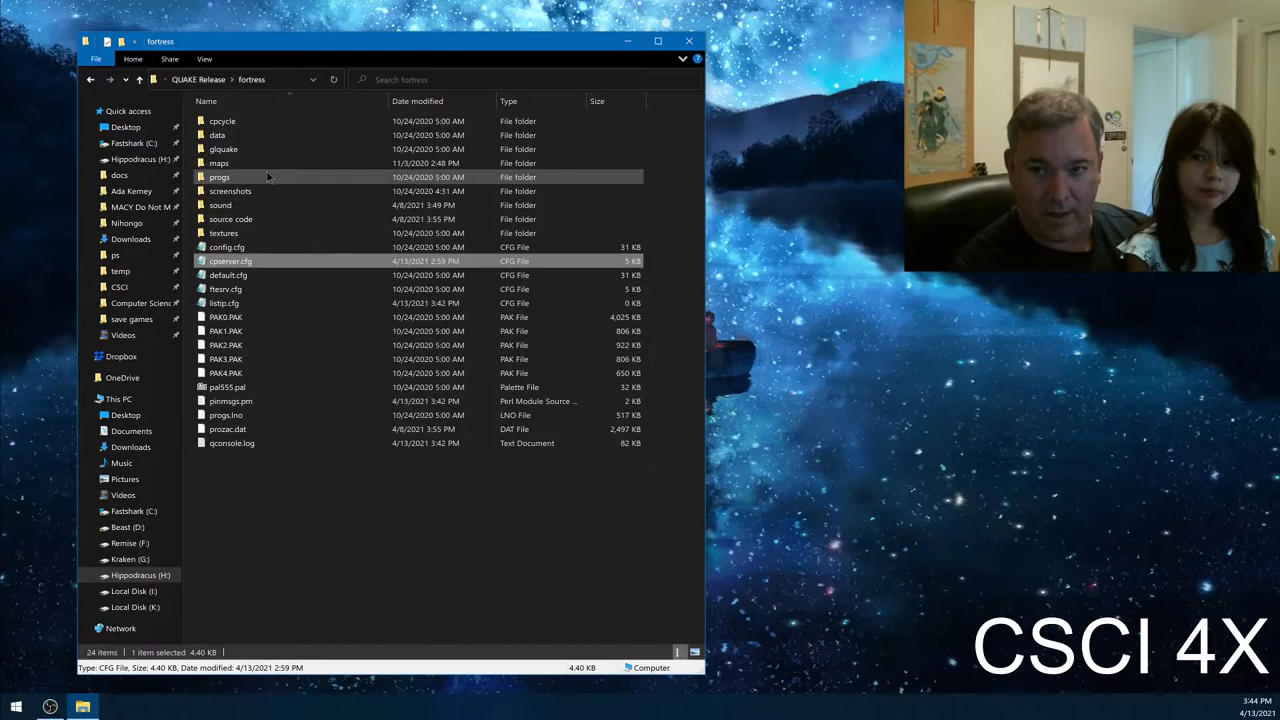 fortress
File Home Share View
QUAKE Release fortress Search fortress
Name Date modified Type Size
Quick access
Desktop
Fastshark (C:)
Hippodracus (H:)
docs
Ada Kerney
MACY Do Not M
Nihongo
Downloads
ps
temp
CSCI
Computer Scienc
save games
Videos
Dropbox
OneDrive
This PC
Desktop
Documents
Downloads
Music
Pictures
Videos
Fastshark (C:)
Beast (D:)
Remise (F:)
Kraken (G:)
Hippodracus (H:)
Local Disk (I:)
Local Disk (K:)
Network
cpcycle 10/24/2020 5:00 AM File folder
data 10/24/2020 5:00 AM File folder
glquake 10/24/2020 5:00 AM File folder
maps 11/3/2020 2:48 PM File folder
progs 10/24/2020 5:00 AM File folder
screenshots 10/24/2020 4:31 AM File folder
sound 4/8/2021 3:49 PM File folder
source code 4/8/2021 3:55 PM File folder
textures 10/24/2020 5:00 AM File folder
config.cfg 10/24/2020 5:00 AM CFG File 31 KB
cpserver.cfg 4/13/2021 2:59 PM CFG File 5 KB
default.cfg 10/24/2020 5:00 AM CFG File 31 KB
ftesrv.cfg 10/24/2020 5:00 AM CFG File 5 KB
listip.cfg 4/13/2021 3:42 PM CFG File 0 KB
PAK0.PAK 10/24/2020 5:00 AM PAK File 4,025 KB
PAK1.PAK 10/24/2020 5:00 AM PAK File 806 KB
PAK2.PAK 10/24/2020 5:00 AM PAK File 922 KB
PAK3.PAK 10/24/2020 5:00 AM PAK File 806 KB
PAK4.PAK 10/24/2020 5:00 AM PAK File 650 KB
pal555.pal 10/24/2020 5:00 AM Palette File 32 KB
pinmsgs.pm 4/13/2021 3:42 PM Perl Module Source ... 2 KB
progs.lno 10/24/2020 5:00 AM LNO File 517 KB
prozac.dat 4/8/2021 3:55 PM DAT File 2,497 KB
qconsole.log 4/13/2021 3:42 PM Text Document 82 KB
24 items 1 item selected 4.40 KB
Type: CFG File, Size: 4.40 KB, Date modified: 4/13/2021 2:59 PM 4.40 KB Computer
CSCI 4X
3:44 PM
4/13/2021